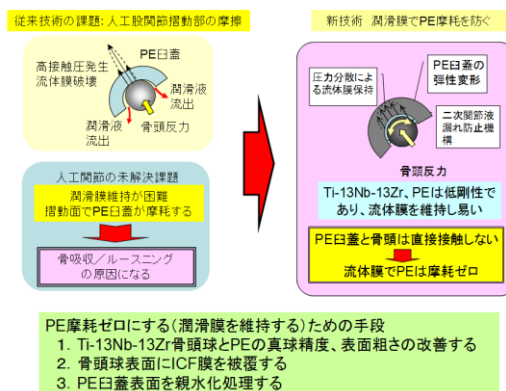 従来技術の課題：人工股関節摺動部の摩擦
高接触圧発生
流体膜破壊
PE臼蓋
潤滑液
流出
潤滑液
流出
骨頭反力
人工関節の未解決課題
潤滑膜維持が困難
摺動面でPE臼蓋が摩耗する
骨吸収／ルースニング
の原因になる
新技術 潤滑膜でPE摩耗を防ぐ
圧力分散によ
る流体膜保持
PE臼蓋の
弾性変形
二次関節液
漏れ防止機
構
骨頭反力
Ti-13Nb-13Zr、PEは低剛性で
あり、流体膜を維持し易い
PE臼蓋と骨頭は直接接触しない
流体膜でPEは摩耗ゼロ
PE摩耗ゼロにする（潤滑膜を維持する）ための手段
1. Ti-13Nb-13Zr骨頭球とPEの真球精度、表面粗さの改善する
2. 骨頭球表面にICF膜を被覆する
3. PE臼蓋表面を親水化処理する